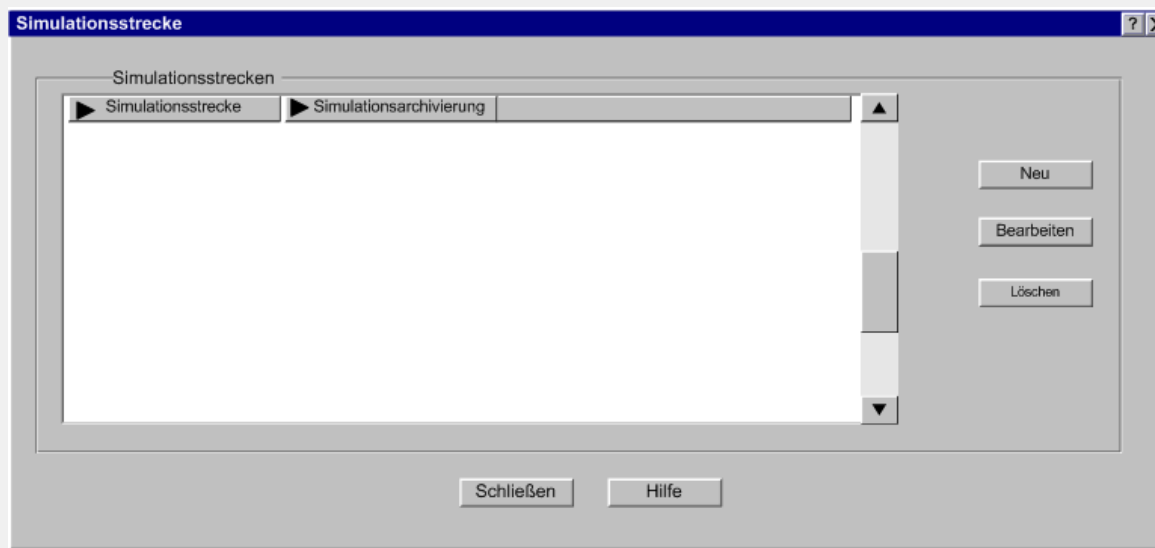 Simulationsstrecke
?
Simulationsstrecken
Simulationsstrecke
Simulationsarchivierung
Neu
Bearbeiten
Löschen
Schließen
Hilfe